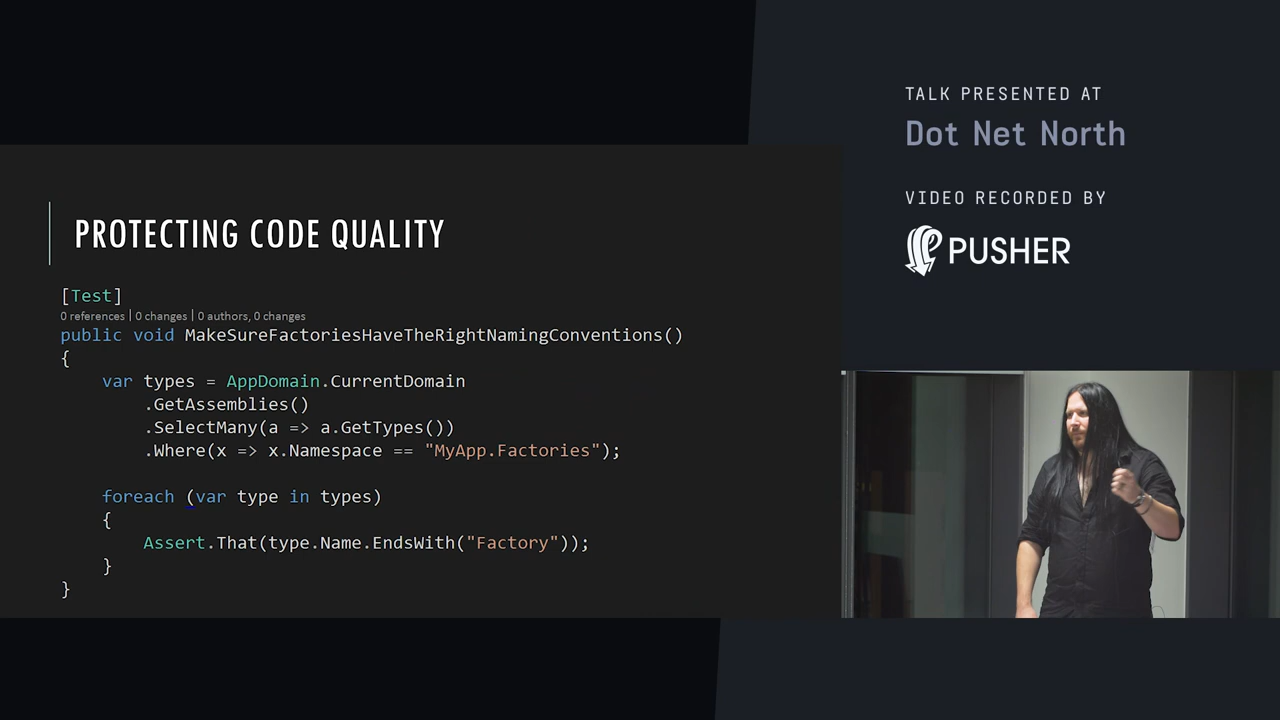 TALK PRESENTED AT
Dot Net North
VIDEO RECORDED BY
PUSHER
PROTECTING CODE QUALITY
[Test]
0 references | 0 changes | 0 authors, 0 changes
public void MakeSureFactoriesHaveTheRightNamingConventions()
{
    var types = AppDomain.CurrentDomain
        .GetAssemblies()
        .SelectMany(a => a.GetTypes())
        .Where(x => x.Namespace == "MyApp.Factories");
    foreach (var type in types)
    {
        Assert.That(type.Name.EndsWith("Factory"));
    }
}